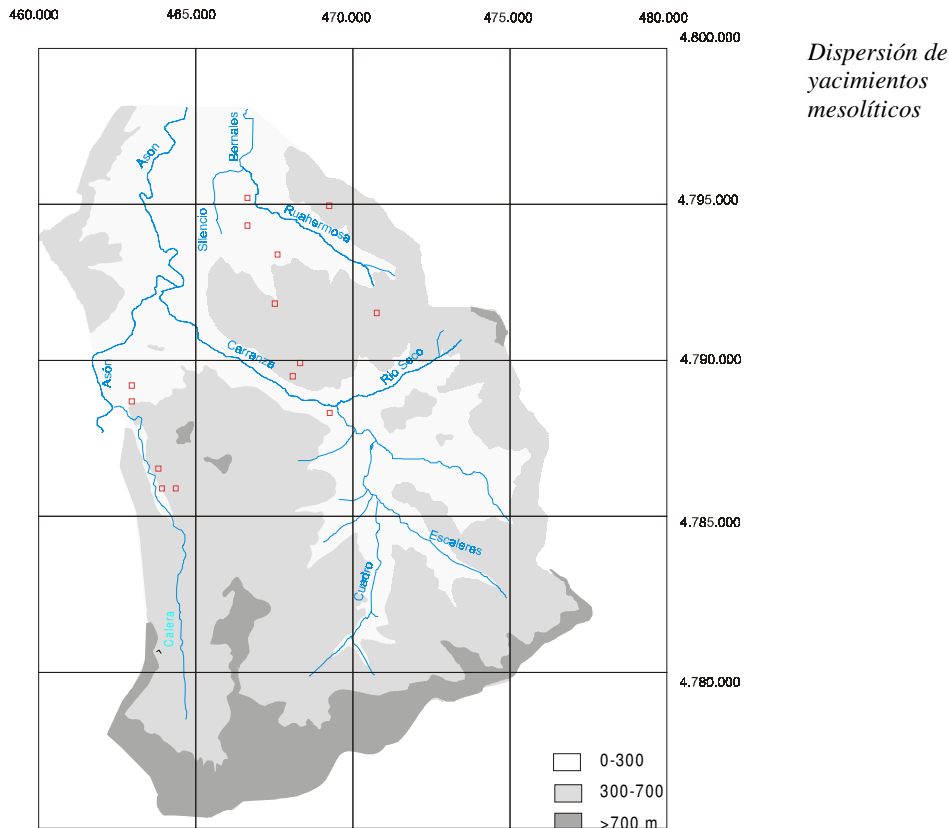 460.000 465.000 470.000 475.000 480.000
4.800.000
Dispersión de
yacimientos
mesolíticos
Ason
Bernales
4.795.000
Silencio
Ruahermosa
Carranza
Rio Seco
4.790.000
Asón
4.785.000
Escaleras
Cuadro
Calera
4.780.000
0-300
300-700
>700 m